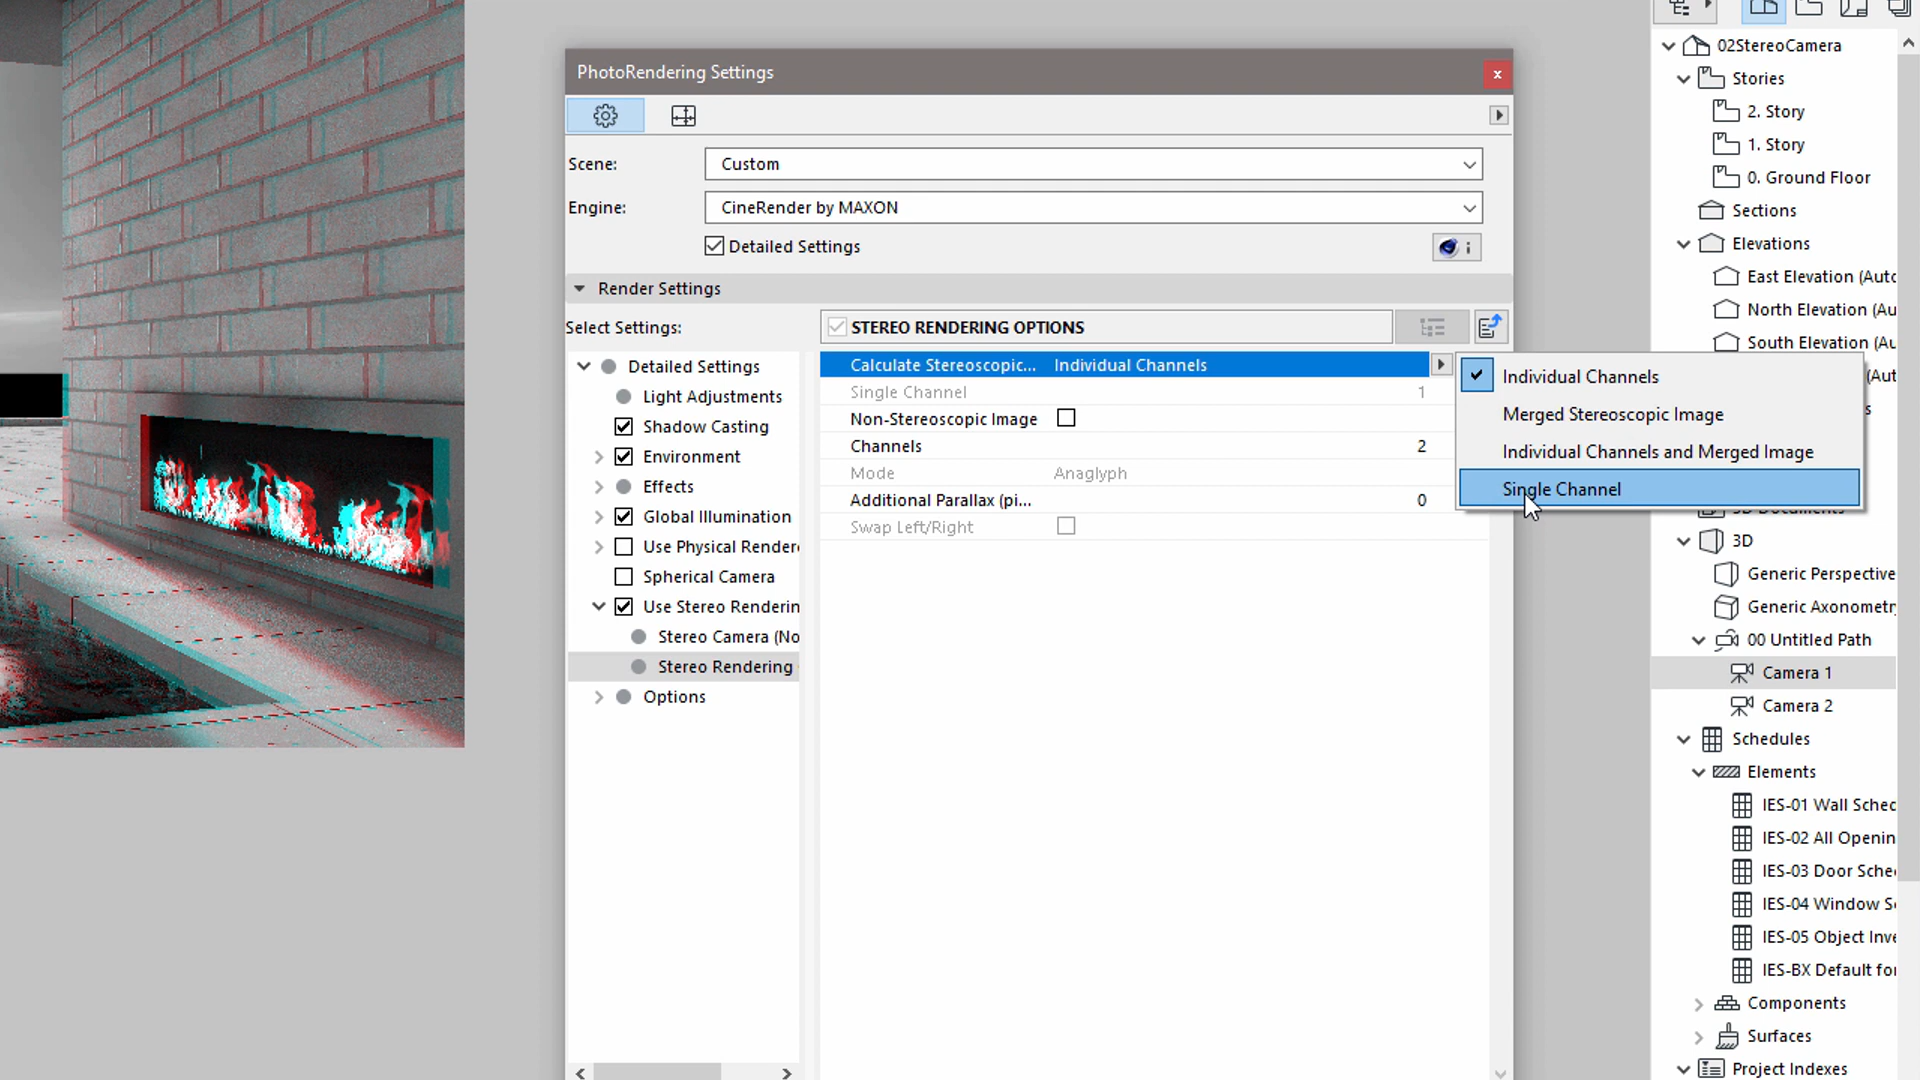 PhotoRendering Settings
x
Scene:
Custom
Engine:
CineRender by MAXON
Detailed Settings
i
Render Settings
Select Settings:
STEREO RENDERING OPTIONS
Detailed Settings
Light Adjustments
Shadow Casting
Environment
Effects
Global Illumination
Use Physical Rendere
Spherical Camera
Use Stereo Renderin
Stereo Camera (No
Stereo Rendering
Options
Calculate Stereoscopic... Individual Channels
Single Channel 1
Non-Stereoscopic Image
Channels 2
Mode Anaglyph
Additional Parallax (pi... 0
Swap Left/Right
Individual Channels
Merged Stereoscopic Image
Individual Channels and Merged Image
Single Channel
02StereoCamera
Stories
2. Story
1. Story
0. Ground Floor
Sections
Elevations
East Elevation (Auto
North Elevation (Au
South Elevation (Au
(Aut
s
3D Documents
3D
Generic Perspective
Generic Axonometr
00 Untitled Path
Camera 1
Camera 2
Schedules
Elements
IES-01 Wall Sched
IES-02 All Openin
IES-03 Door Sche
IES-04 Window S
IES-05 Object Inve
IES-BX Default fo
Components
Surfaces
Project Indexes